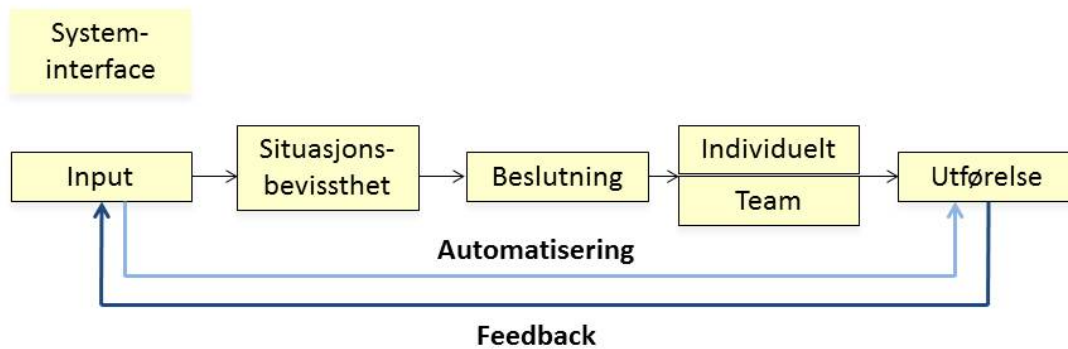 System-
interface
Input
Situasjons-
bevissthet
Beslutning
Individuelt
Team
Utførelse
Automatisering
Feedback